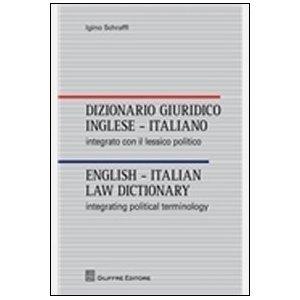 Igino Schraffl
DIZIONARIO GIURIDICO
INGLESE - ITALIANO
integrato con il lessico politico
ENGLISH - ITALIAN
LAW DICTIONARY
integrating political terminology
GIUFFRÈ EDITORE